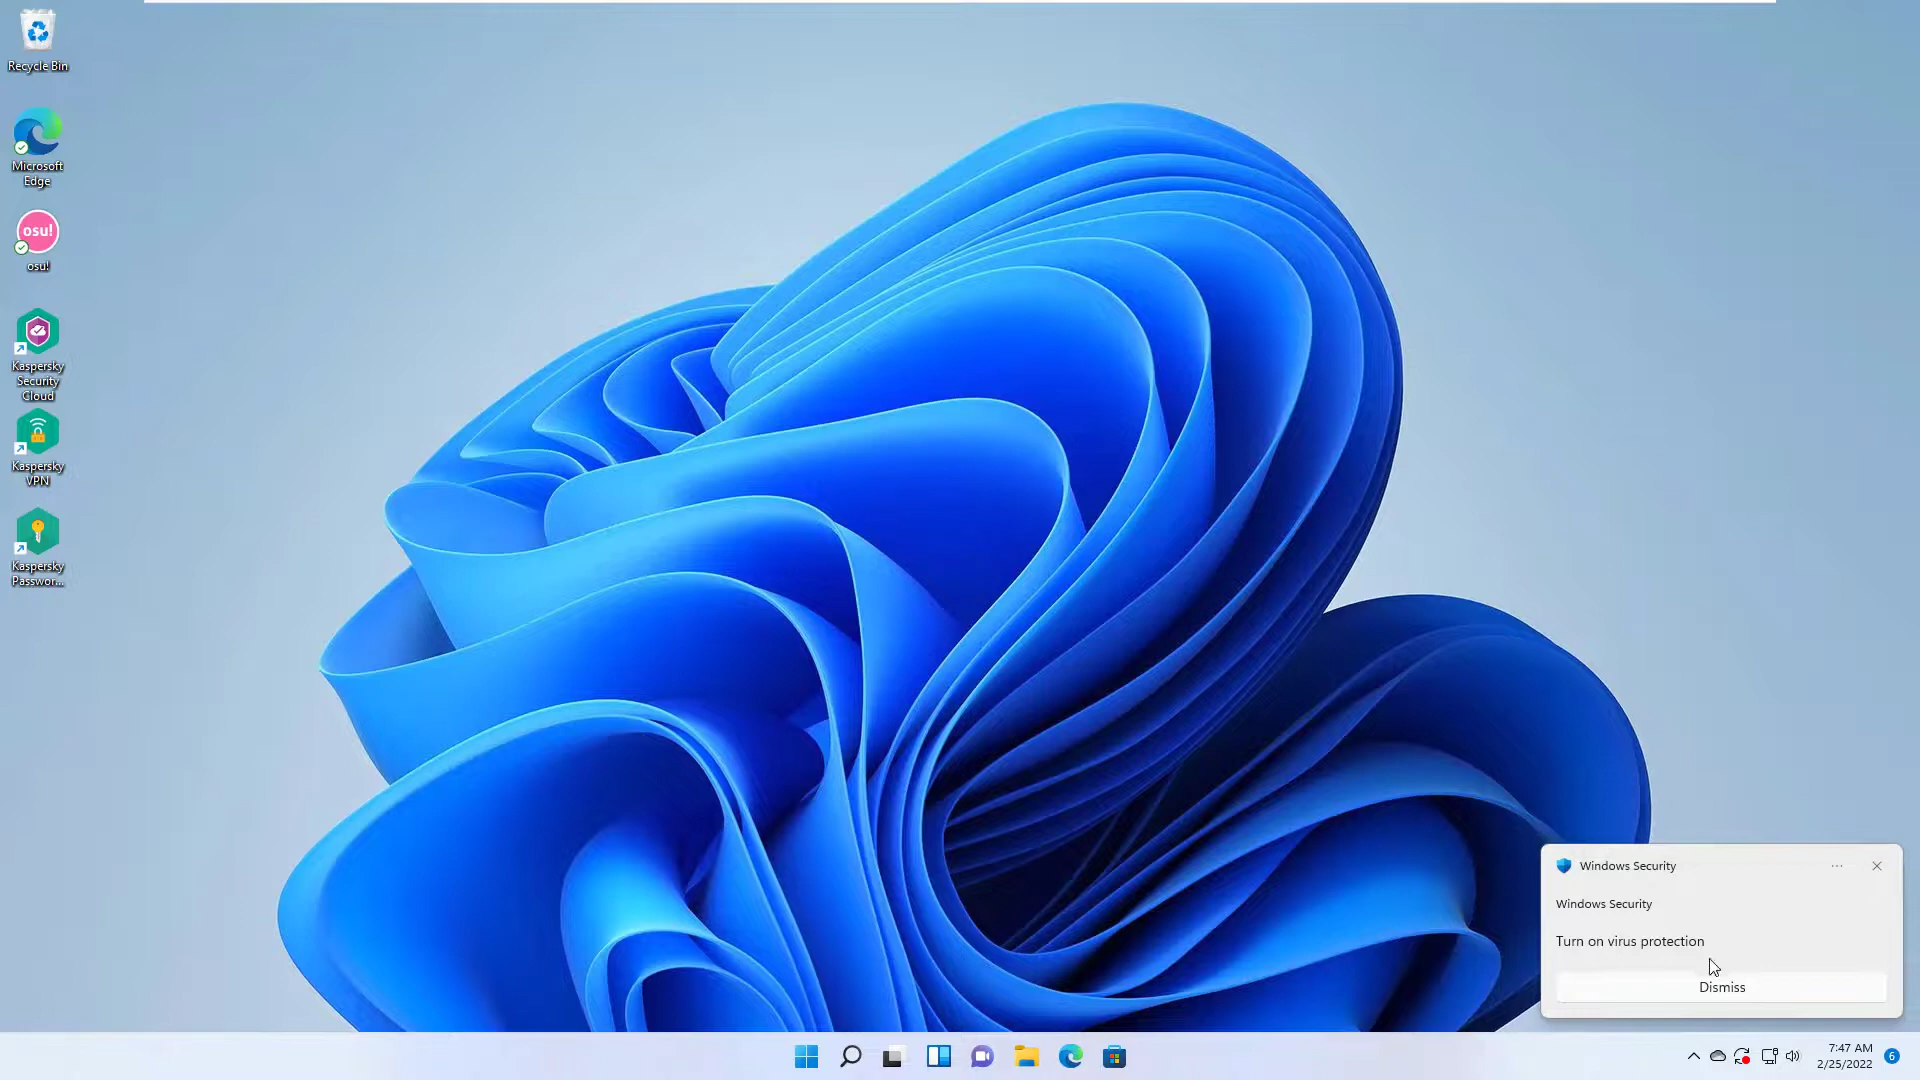 Recycle Bin
Microsoft
Edge
osu!
osu!
Kaspersky
Security
Cloud
Kaspersky
VPN
Kaspersky
Passwor...
Windows Security
Windows Security
Turn on virus protection
Dismiss
7:47 AM
2/25/2022
6